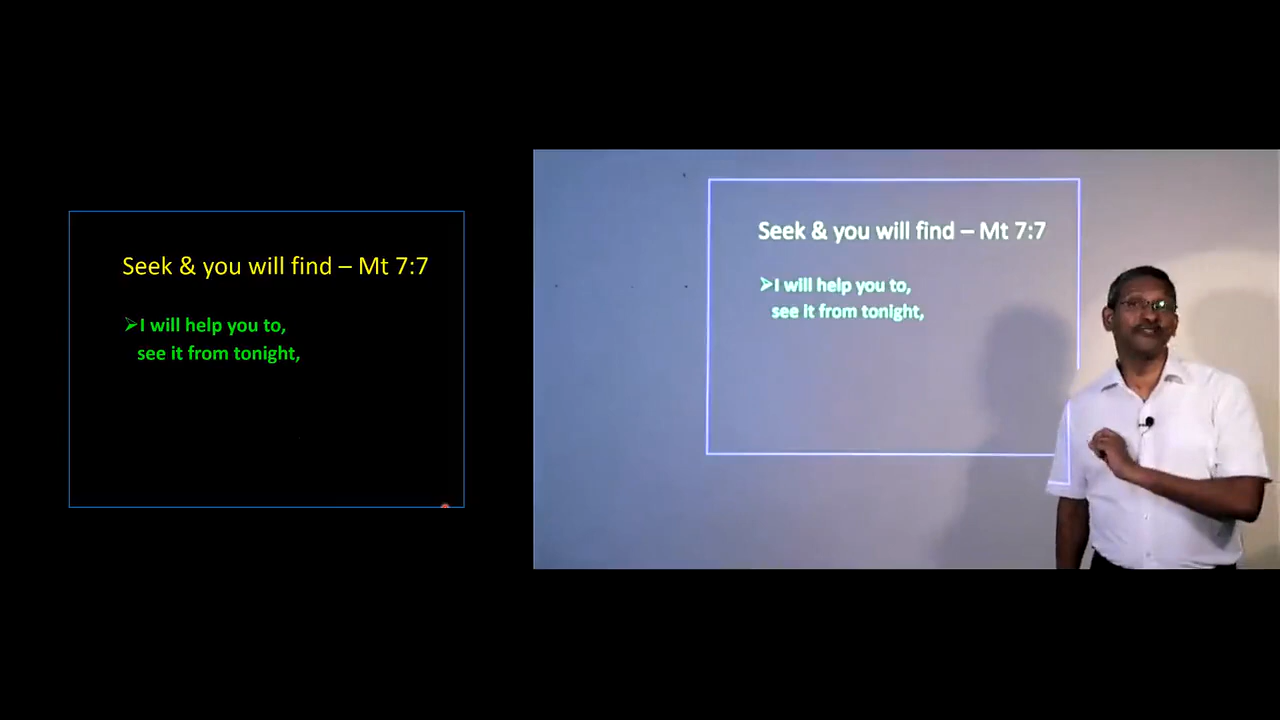 Seek & you will find – Mt 7:7
➢I will help you to,
see it from tonight,
Seek & you will find – Mt 7:7
➢I will help you to,
see it from tonight,